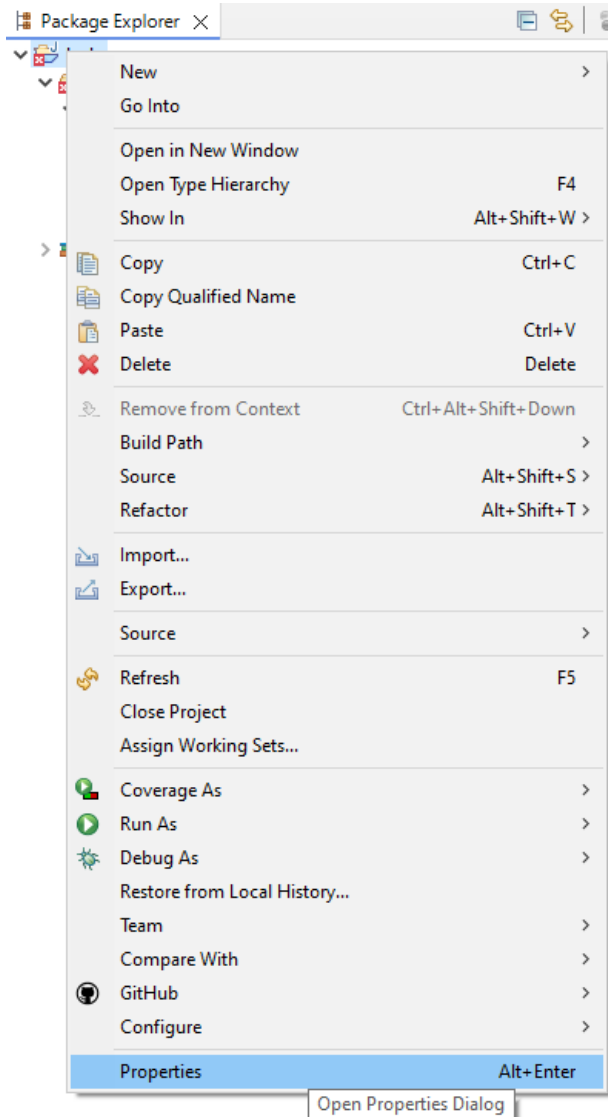 Package Explorer
New
Go Into
Open in New Window
Open Type Hierarchy F4
Show In Alt+Shift+W >
Copy Ctrl+C
Copy Qualified Name
Paste Ctrl+V
Delete Delete
Remove from Context Ctrl+Alt+Shift+Down
Build Path
Source Alt+Shift+S >
Refactor Alt+Shift+T >
Import...
Export...
Source
Refresh F5
Close Project
Assign Working Sets...
Coverage As
Run As
Debug As
Restore from Local History...
Team
Compare With
GitHub
Configure
Properties Alt+Enter
Open Properties Dialog